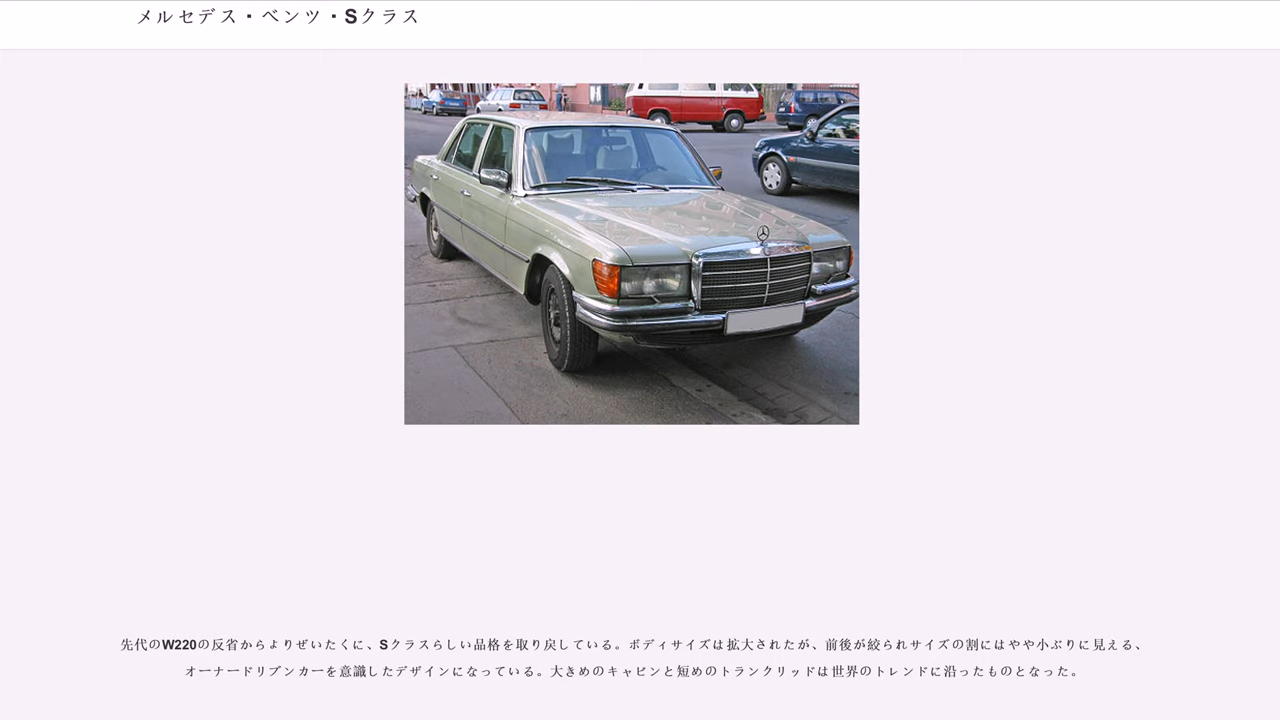 メルセデス・ベンツ・Sクラス
先代のW220の反省からよりぜいたくに、Sクラスらしい品格を取り戻している。ボディサイズは拡大されたが、前後が絞られサイズの割にはやや小ぶりに見える、
オーナードリブンカーを意識したデザインになっている。大きめのキャビンと短めのトランクリッドは世界のトレンドに沿ったものとなった。